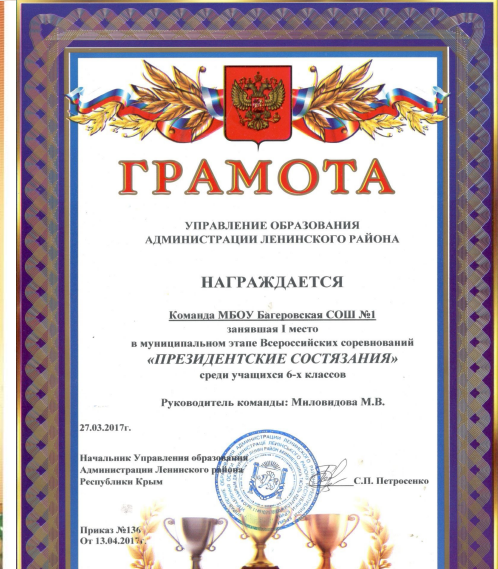 ГРАМОТА
УПРАВЛЕНИЕ ОБРАЗОВАНИЯ
АДМИНИСТРАЦИИ ЛЕНИНСКОГО РАЙОНА
НАГРАЖДАЕТСЯ
Команда МБОУ Багеровская СОШ №1
занявшая I место
в муниципальном этапе Всероссийских соревнований
«ПРЕЗИДЕНТСКИЕ СОСТЯЗАНИЯ»
среди учащихся 6-х классов
Руководитель команды: Миловидова М.В.
27.03.2017г.
Начальник Управления образования
Администрации Ленинского района
Республики Крым
С.П. Петросенко
Приказ №136
От 13.04.2017г.